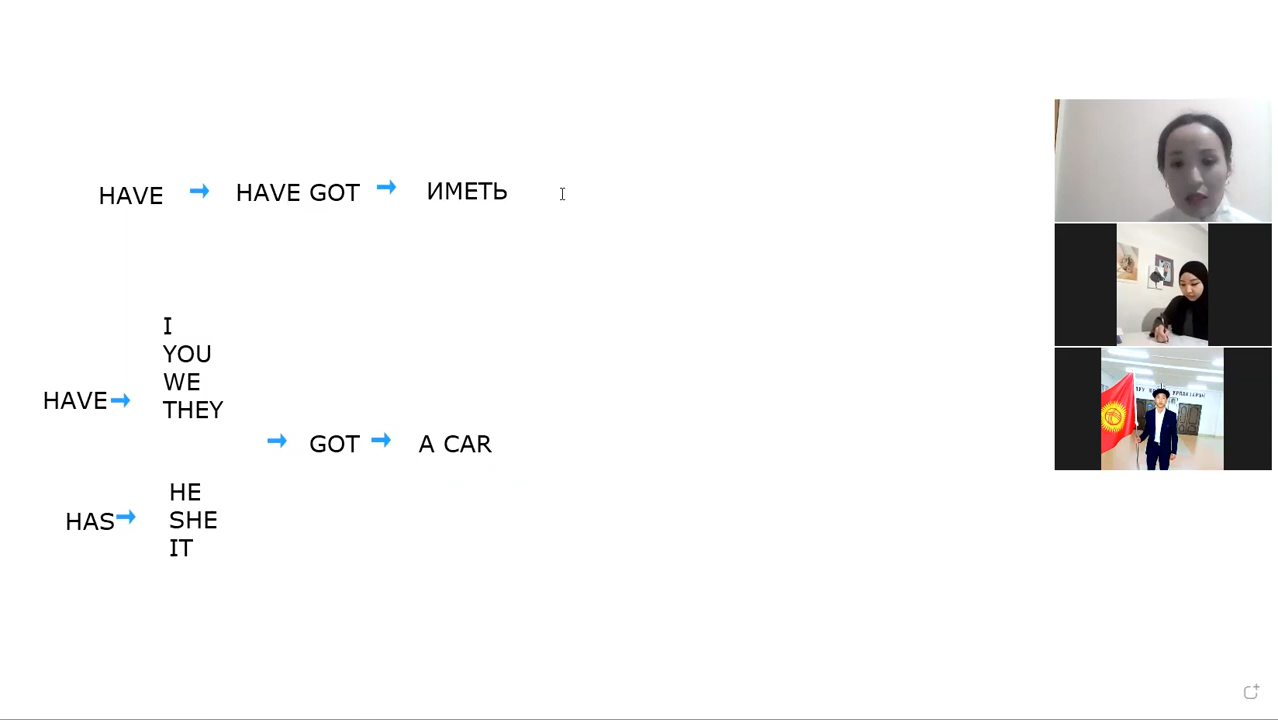 HAVE → HAVE GOT → ИМЕТЬ
I
YOU
WE
THEY
HAVE→
→ GOT → A CAR
HE
SHE
IT
HAS→